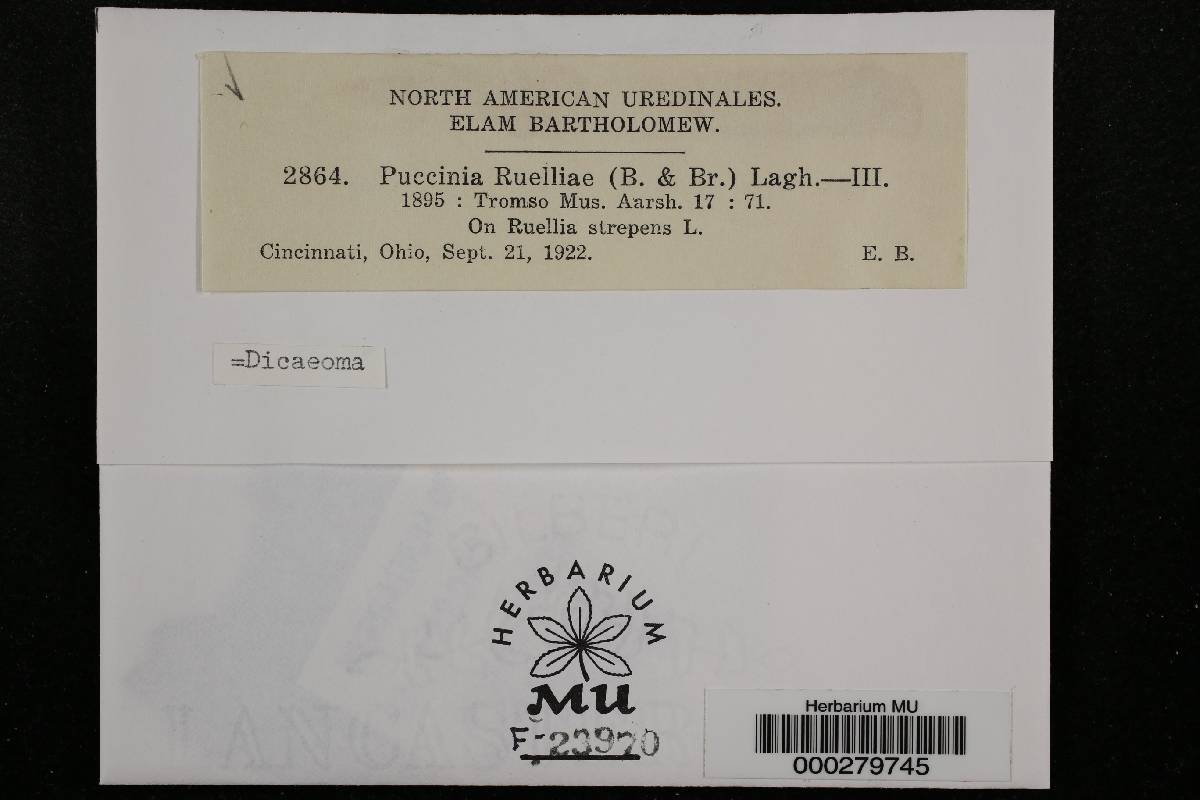 NORTH AMERICAN UREDINALES.
ELAM BARTHOLOMEW.
2864. Puccinia Ruelliae (B. & Br.) Lagh.—III.
1895 : Tromso Mus. Aarsh. 17 : 71.
On Ruellia strepens L.
Cincinnati, Ohio, Sept. 21, 1922. E. B.
=Dicaeoma
HERBARIUM
MU
F-23920
Herbarium MU
000279745